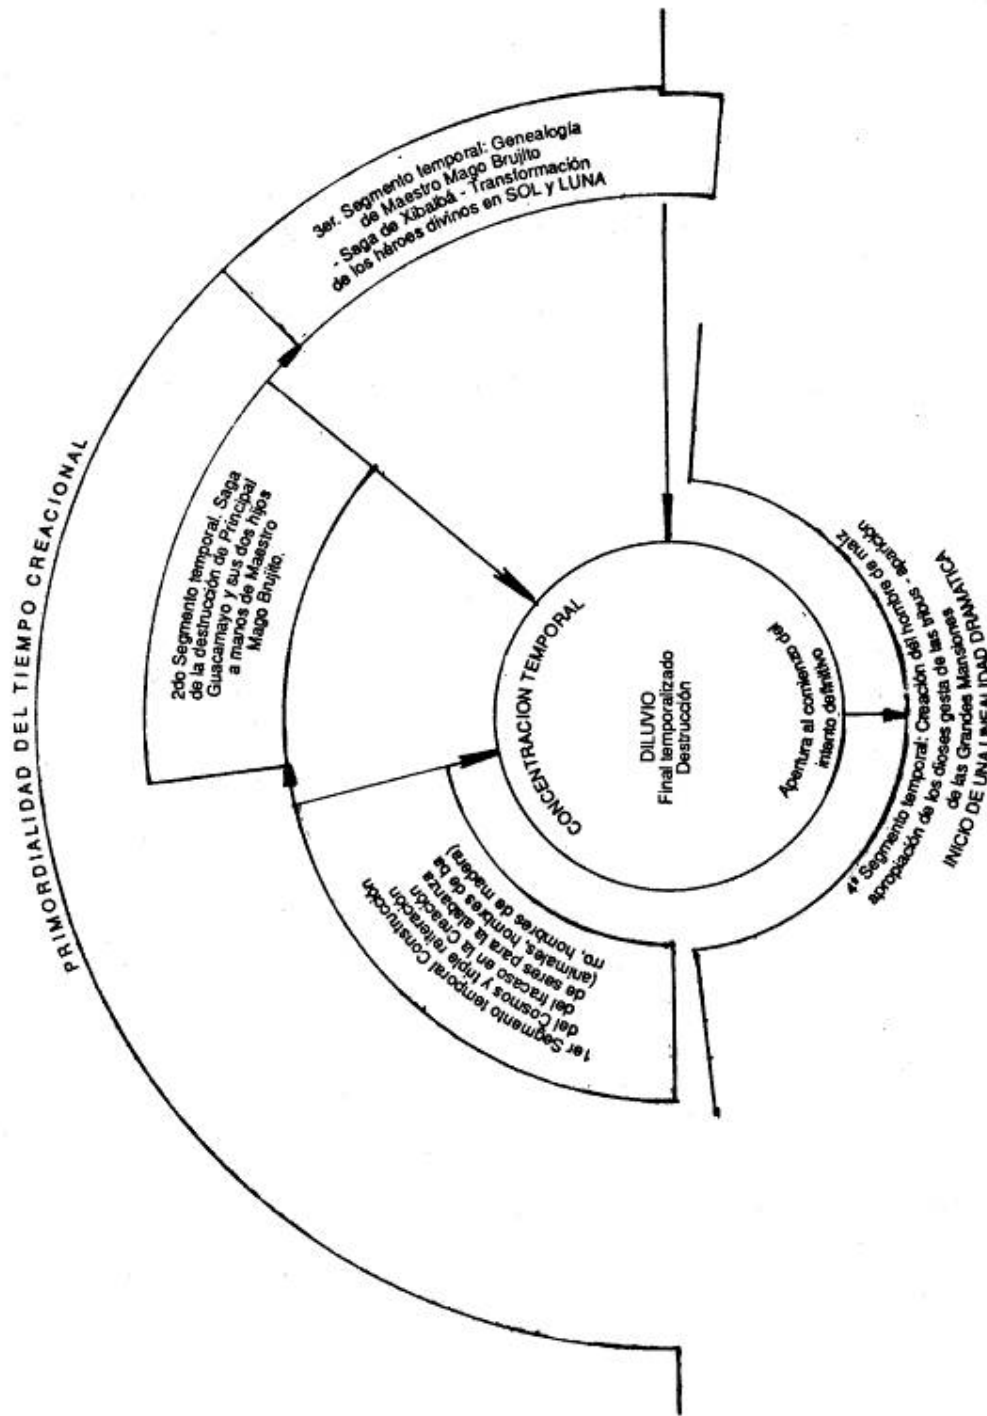 PRIMORDIALIDAD DEL TIEMPO CREACIONAL
3er. Segmento temporal: Genealogía
de Maestro Mago Brujito
- Saga de Xibalbá - Transformación
de los héroes divinos en SOL y LUNA
2do Segmento temporal. Saga
de la destrucción de Principal
Guacamayo y sus dos hijos
a manos de Maestro
Mago Brujito.
1er Segmento temporal Construcción
del Cosmos y triple reiteración
del fracaso en la Creación
de seres para la alabanza
(animales, hombres de ba
rro, hombres de madera)
CONCENTRACION TEMPORAL
DILUVIO
Final temporalizado
Destrucción
Apertura al comienzo del
intento definitivo
4º Segmento temporal: Creación del hombre de maíz
apropiación de los dioses gesta de las tribus - aparición
de las Grandes Mansiones
INICIO DE UNA LINEALIDAD DRAMATICA